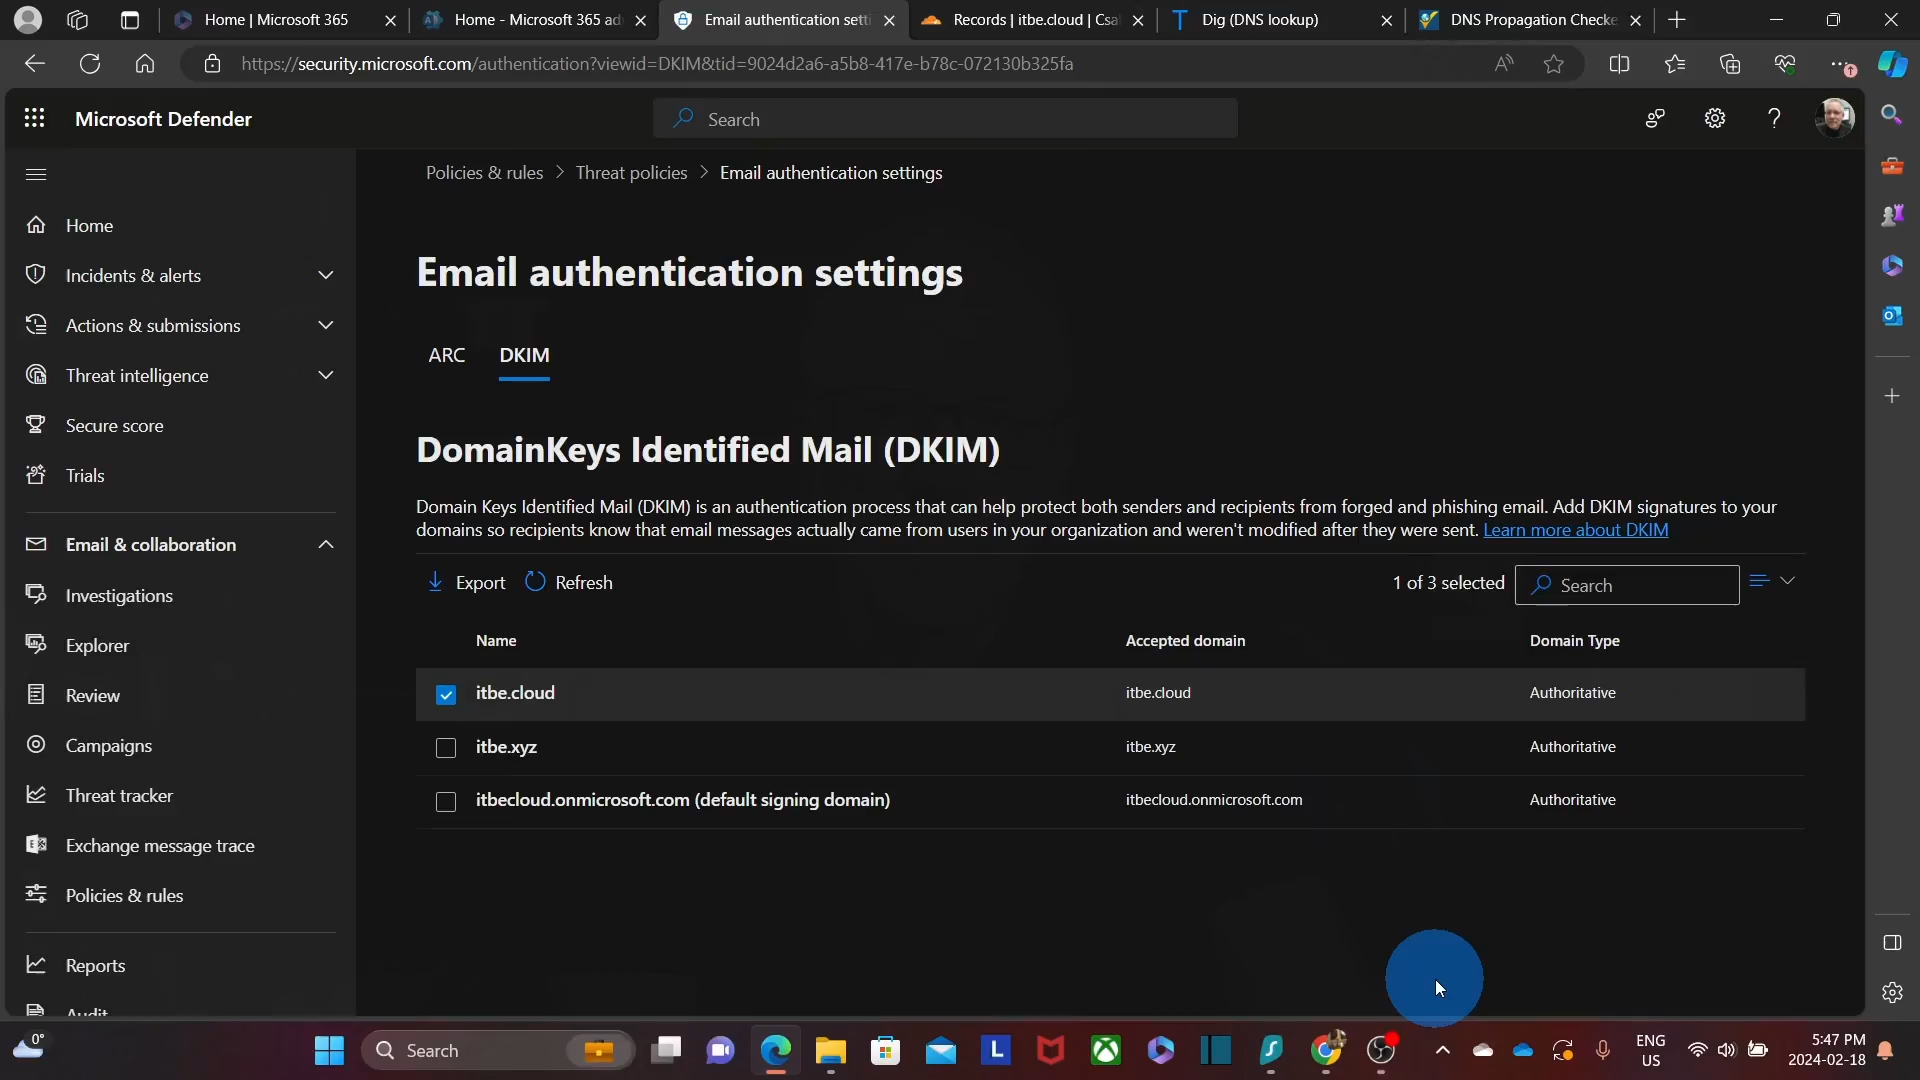 Home | Microsoft 365
Home - Microsoft 365 ad
Email authentication setti
Records | itbe.cloud | Csa
Dig (DNS lookup)
DNS Propagation Checke
https://security.microsoft.com/authentication?viewid=DKIM&tid=9024d2a6-a5b8-417e-b78c-072130b325fa
Microsoft Defender
Search
Policies & rules > Threat policies > Email authentication settings
Home
Incidents & alerts
Actions & submissions
Threat intelligence
Secure score
Trials
Email & collaboration
Investigations
Explorer
Review
Campaigns
Threat tracker
Exchange message trace
Policies & rules
Reports
Audit
Email authentication settings
ARC DKIM
DomainKeys Identified Mail (DKIM)
Domain Keys Identified Mail (DKIM) is an authentication process that can help protect both senders and recipients from forged and phishing email. Add DKIM signatures to your
domains so recipients know that email messages actually came from users in your organization and weren't modified after they were sent. Learn more about DKIM
Export Refresh 1 of 3 selected Search
Name Accepted domain Domain Type
itbe.cloud itbe.cloud Authoritative
itbe.xyz itbe.xyz Authoritative
itbecloud.onmicrosoft.com (default signing domain) itbecloud.onmicrosoft.com Authoritative
0°
Search
L
ENG
US
5:47 PM
2024-02-18